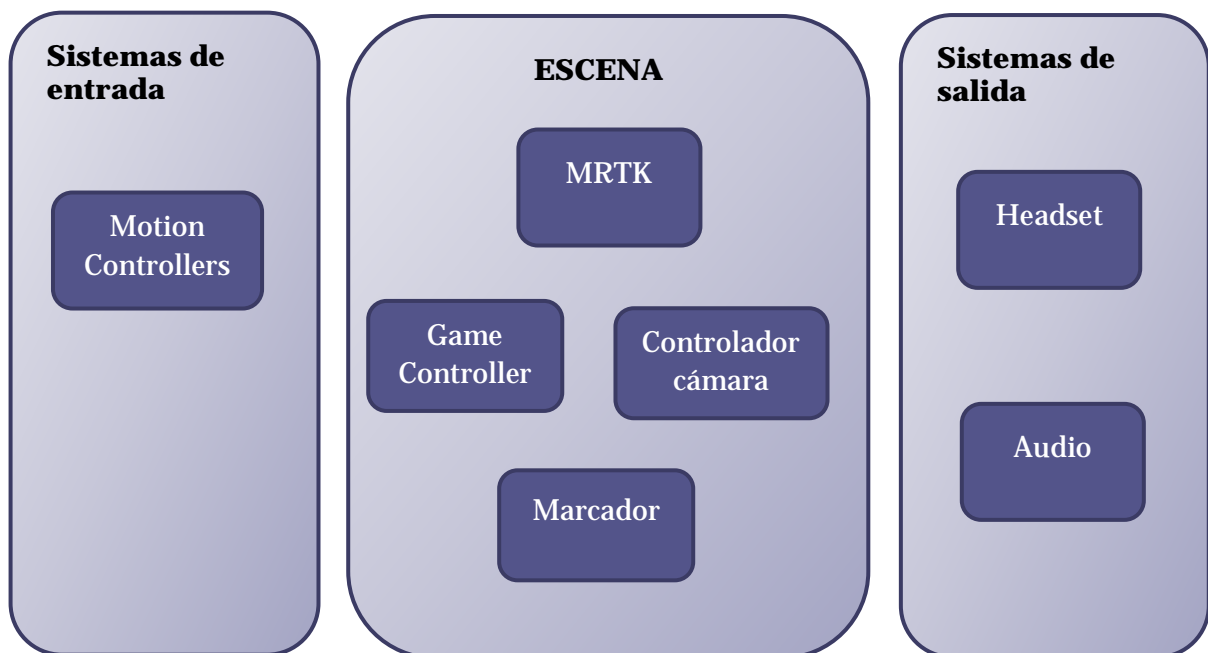 Sistemas de
entrada
Motion
Controllers
ESCENA
MRTK
Game
Controller
Controlador
cámara
Marcador
Sistemas de
salida
Headset
Audio